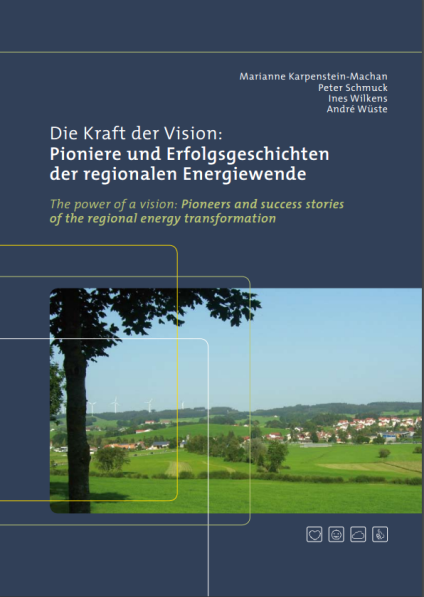 Marianne Karpenstein-Machan
Peter Schmuck
Ines Wilkens
André Wüste
Die Kraft der Vision:
Pioniere und Erfolgsgeschichten
der regionalen Energiewende
The power of a vision: Pioneers and success stories
of the regional energy transformation